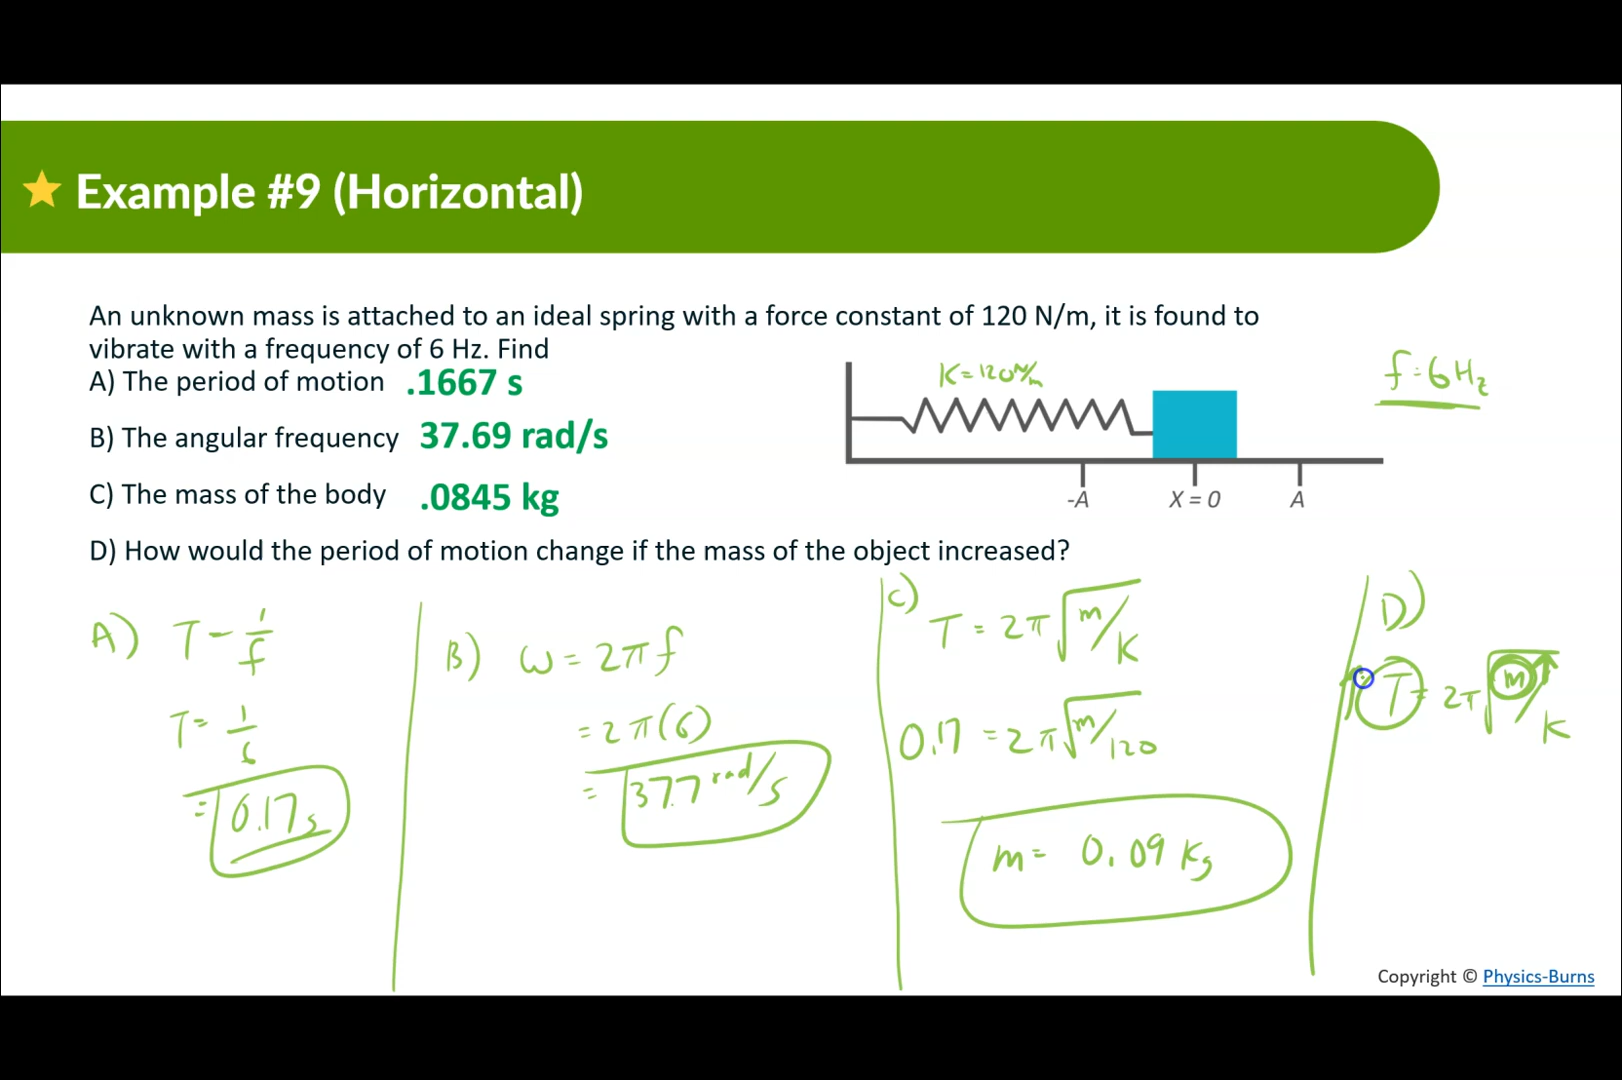 Example #9 (Horizontal)
An unknown mass is attached to an ideal spring with a force constant of 120 N/m, it is found to
vibrate with a frequency of 6 Hz. Find
A) The period of motion .1667 s
B) The angular frequency 37.69 rad/s
C) The mass of the body .0845 kg
D) How would the period of motion change if the mass of the object increased?
K=120N/m
f=6Hz
-A X = 0 A
A) T = 1/f
T = 1/6
= 0.17s
B) ω = 2πf
= 2π(6)
= 37.7 rad/s
C) T = 2π√m/K
0.17 = 2π√m/120
m = 0.09 Kg
D)
↑ T = 2π√m↑/K
Copyright © Physics-Burns